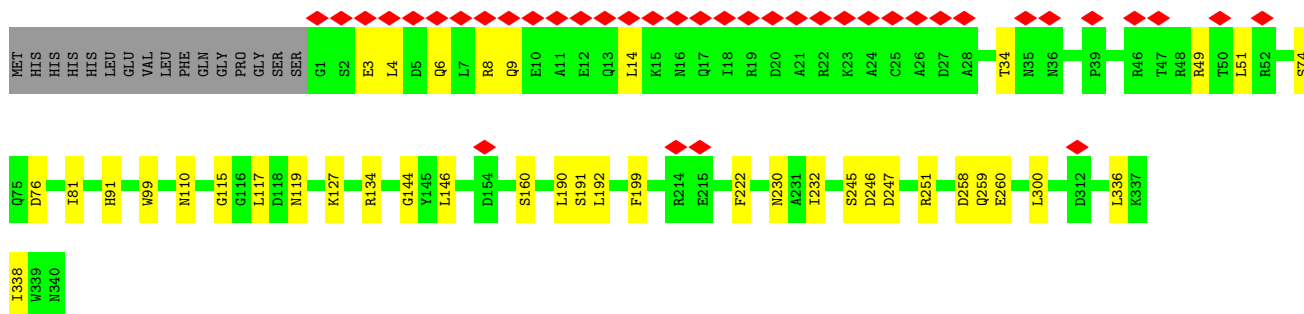 MET HIS HIS HIS HIS LEU GLU VAL LEU PHE GLN GLY PRO GLY SER SER G1 S2 E3 L4 D5 Q6 L7 R8 Q9 E10 A11 E12 Q13 L14 K15 N16 Q17 I18 R19 D20 A21 R22 K23 A24 C25 A26 D27 A28 T34 N35 N36 P39 R46 T47 R48 R49 T50 L51 R52 S74
Q75 D76 I81 H91 W99 N110 G115 G116 L117 D118 N119 K127 R134 G144 Y145 L146 D154 S160 L190 S191 L192 F199 R214 E215 F222 N230 A231 I232 S245 D246 D247 R251 D258 Q259 E260 L300 D312 L336 K337
I338 W339 N340